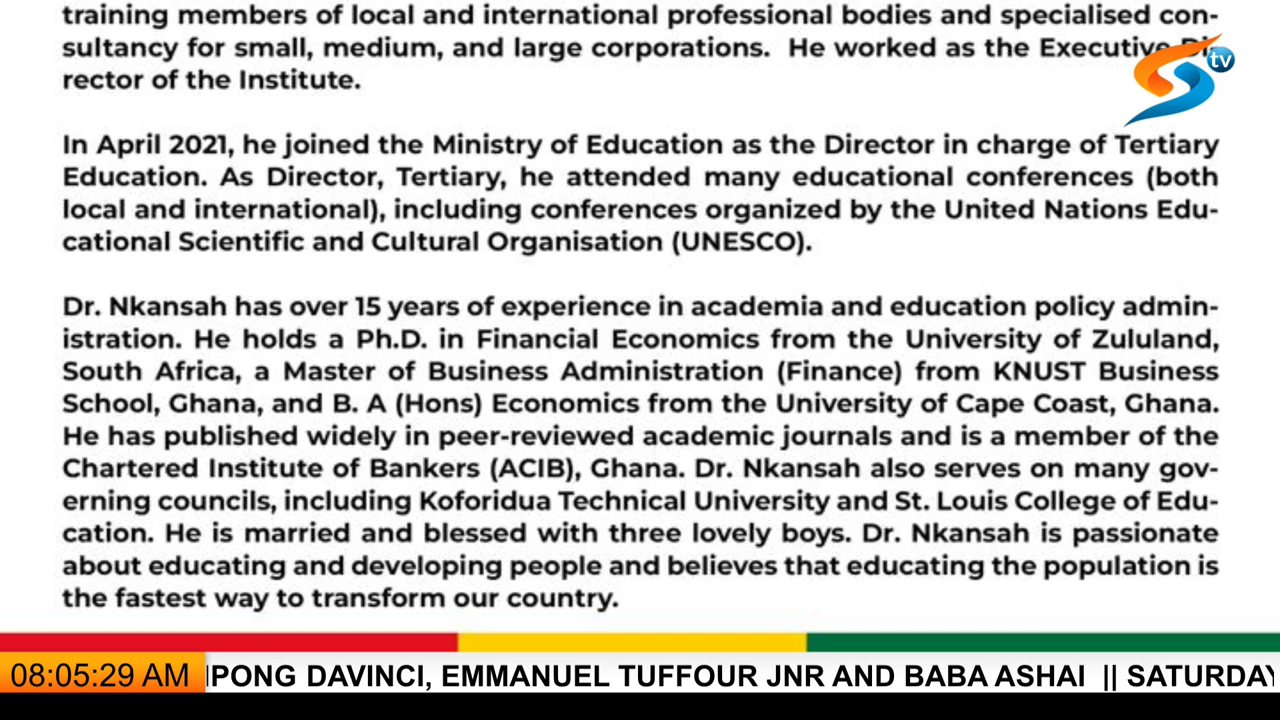 training members of local and international professional bodies and specialised con-
sultancy for small, medium, and large corporations. He worked as the Executive Di-
rector of the Institute.
In April 2021, he joined the Ministry of Education as the Director in charge of Tertiary
Education. As Director, Tertiary, he attended many educational conferences (both
local and international), including conferences organized by the United Nations Edu-
cational Scientific and Cultural Organisation (UNESCO).
Dr. Nkansah has over 15 years of experience in academia and education policy admin-
istration. He holds a Ph.D. in Financial Economics from the University of Zululand,
South Africa, a Master of Business Administration (Finance) from KNUST Business
School, Ghana, and B. A (Hons) Economics from the University of Cape Coast, Ghana.
He has published widely in peer-reviewed academic journals and is a member of the
Chartered Institute of Bankers (ACIB), Ghana. Dr. Nkansah also serves on many gov-
erning councils, including Koforidua Technical University and St. Louis College of Edu-
cation. He is married and blessed with three lovely boys. Dr. Nkansah is passionate
about educating and developing people and believes that educating the population is
the fastest way to transform our country.
tv
08:05:29 AM PONG DAVINCI, EMMANUEL TUFFOUR JNR AND BABA ASHAI || SATURDAY